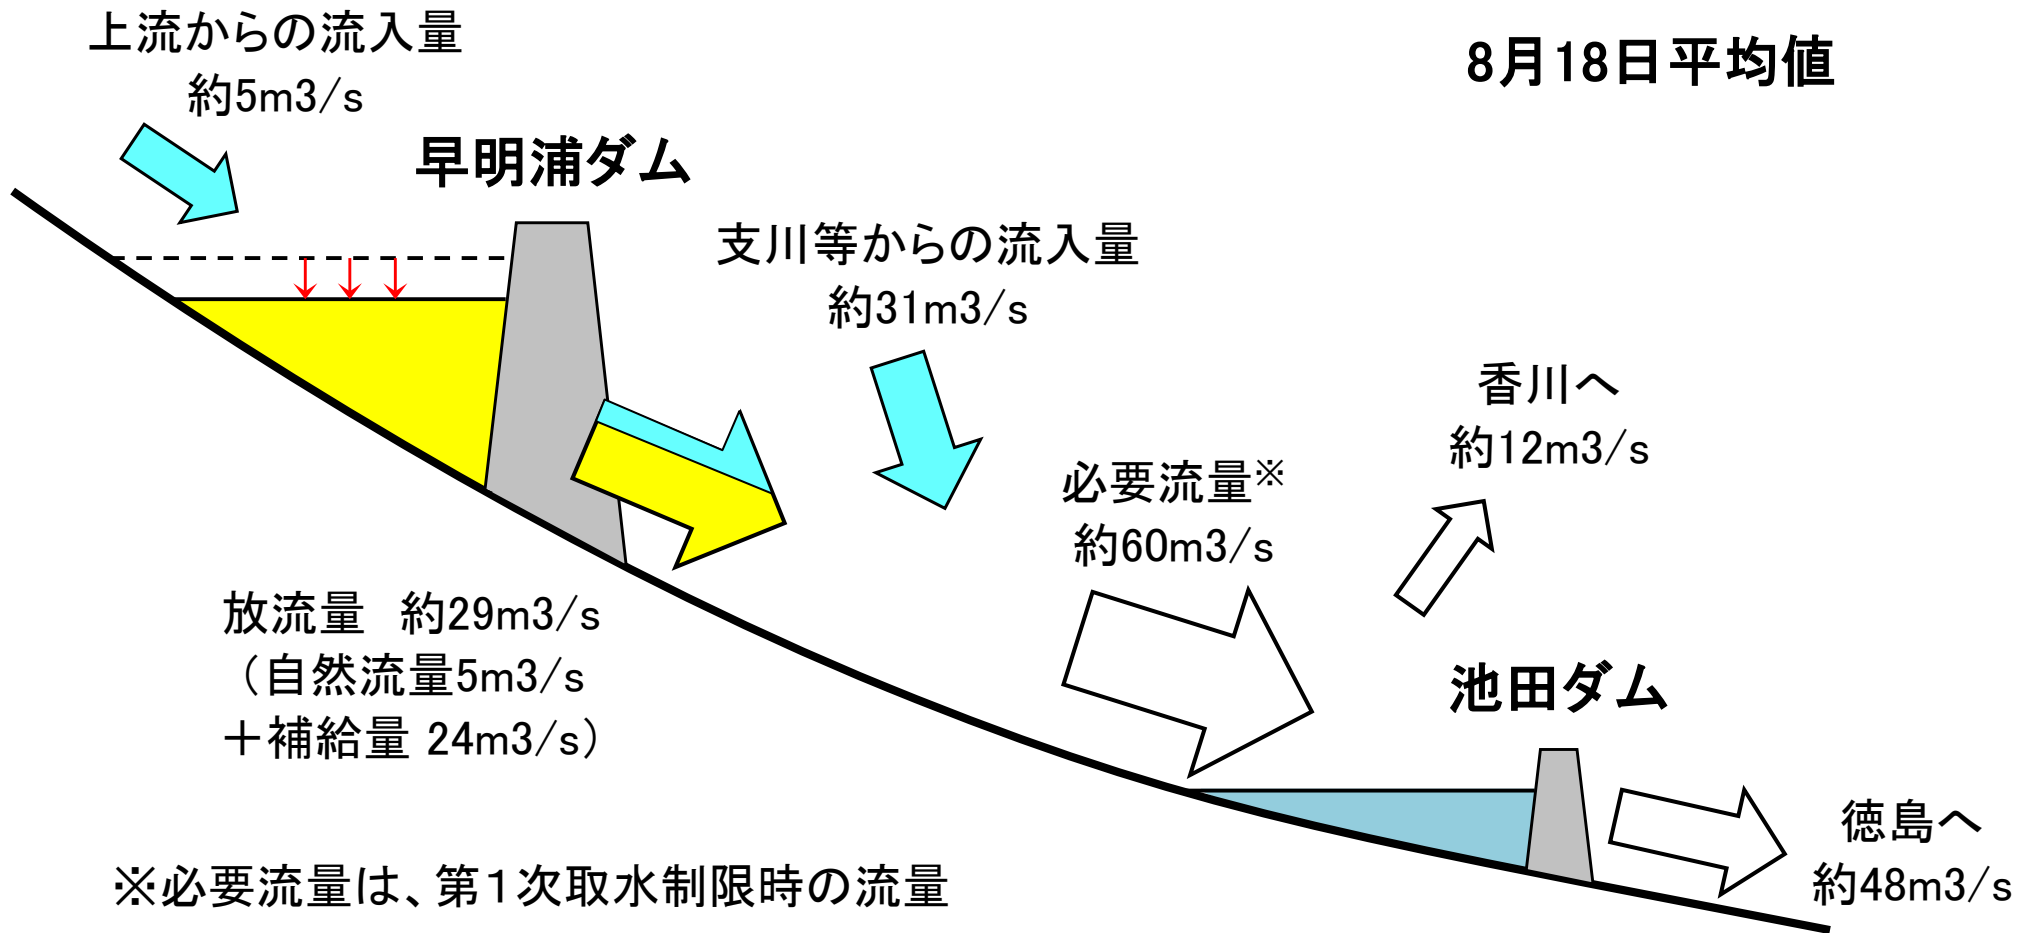 上流からの流入量
約5m3/s
8月18日平均値
早明浦ダム
支川等からの流入量
約31m3/s
香川へ
約12m3/s
必要流量※
約60m3/s
放流量　約29m3/s
（自然流量5m3/s
＋補給量 24m3/s）
池田ダム
徳島へ
約48m3/s
※必要流量は、第１次取水制限時の流量